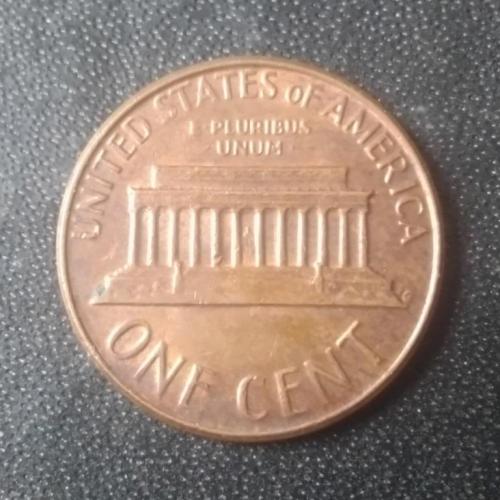 UNITED STATES OF AMERICA
E PLURIBUS
UNUM
ONE CENT